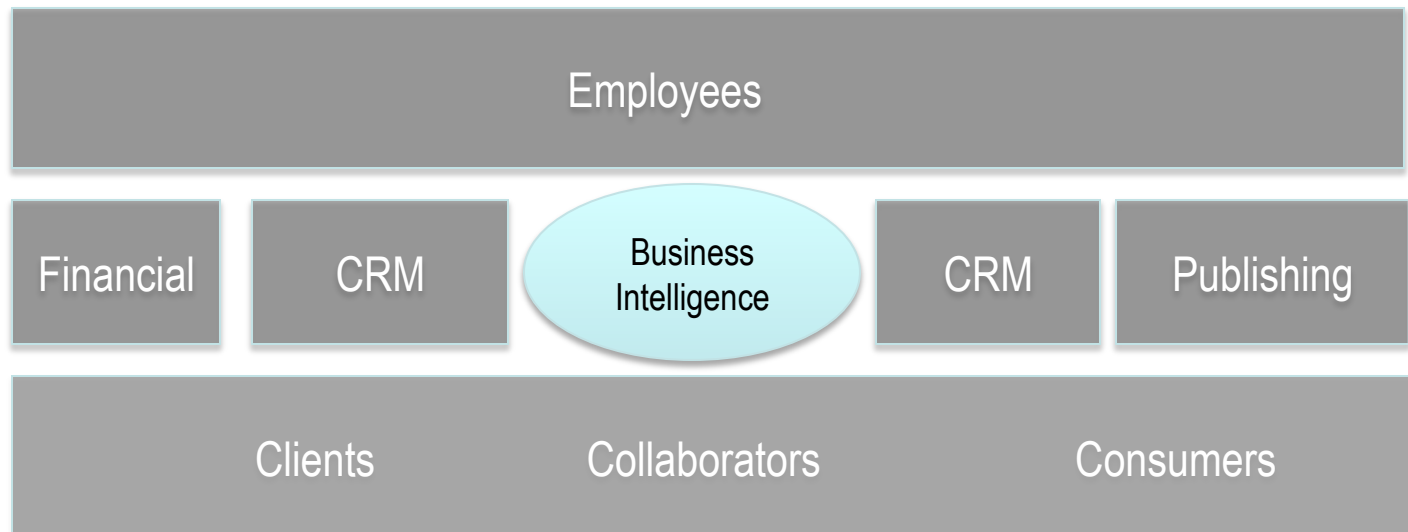 Employees
Financial
CRM
Business
Intelligence
CRM
Publishing
Clients
Collaborators
Consumers